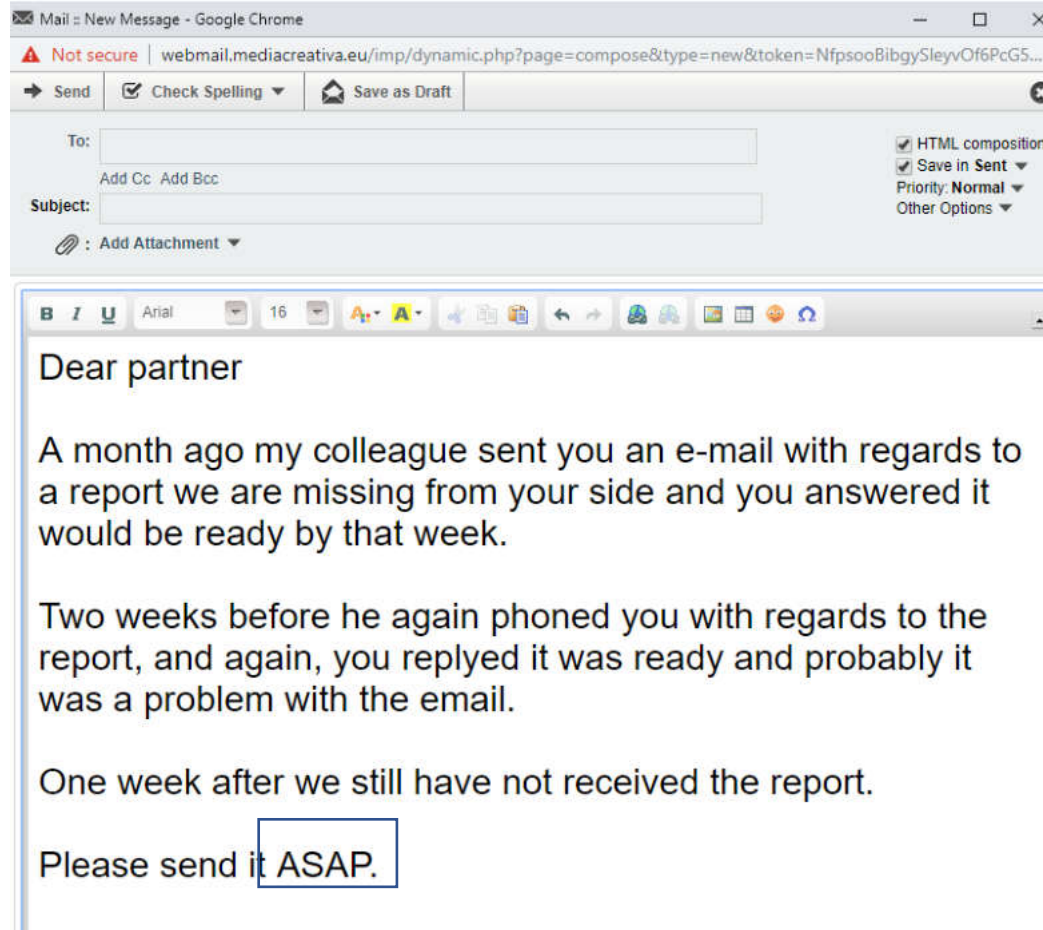 Mail :: New Message - Google Chrome
Not secure | webmail.mediacreativa.eu/imp/dynamic.php?page=compose&type=new&token=NfpsooBibgySleyvOf6PcG5...
Send Check Spelling Save as Draft
To:
HTML composition
Save in Sent
Add Cc Add Bcc
Priority: Normal
Subject:
Other Options
: Add Attachment
B I U Arial 16 A A Ω
Dear partner
A month ago my colleague sent you an e-mail with regards to
a report we are missing from your side and you answered it
would be ready by that week.
Two weeks before he again phoned you with regards to the
report, and again, you replyed it was ready and probably it
was a problem with the email.
One week after we still have not received the report.
Please send it ASAP.